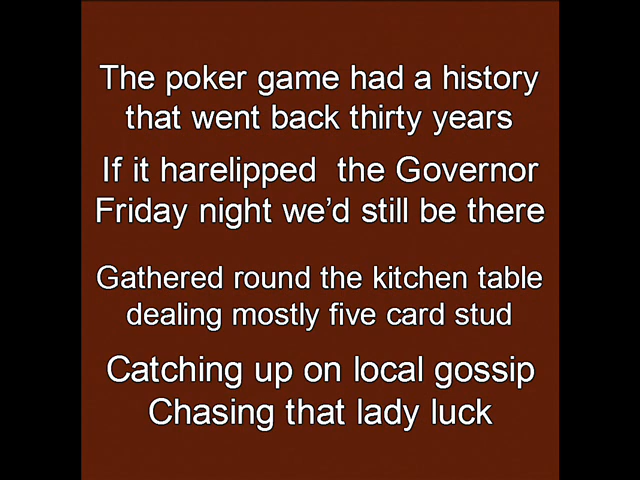 The poker game had a history
that went back thirty years
If it harelipped  the Governor
Friday night we’d still be there
Gathered round the kitchen table
dealing mostly five card stud
Catching up on local gossip
Chasing that lady luck